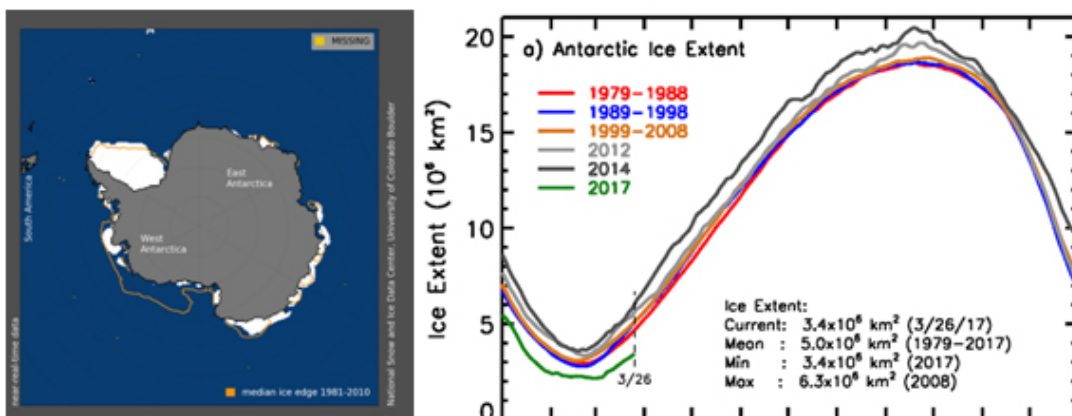 MISSING
East
Antarctica
West
Antarctica
South America
near real-time data
National Snow and Ice Data Center, University of Colorado Boulder
median ice edge 1981-2010
Ice Extent (10⁶ km²)
20
15
10
5
0
a) Antarctic Ice Extent
1979-1988
1989-1998
1999-2008
2012
2014
2017
3/26
Ice Extent:
Current: 3.4x10⁶ km² (3/26/17)
Mean : 5.0x10⁶ km² (1979-2017)
Min : 3.4x10⁶ km² (2017)
Max : 6.3x10⁶ km² (2008)